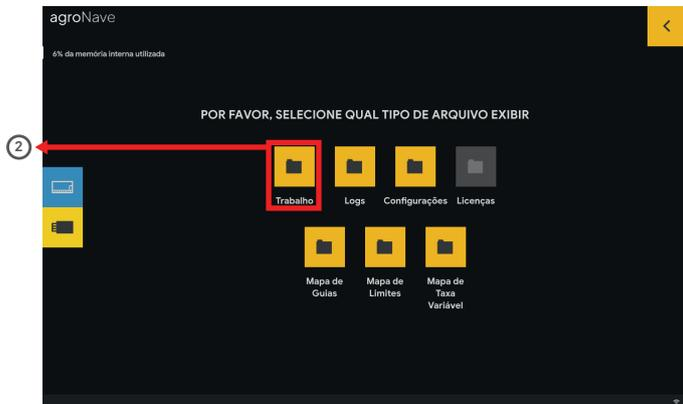 agroNave
6% da memória interna utilizada
POR FAVOR, SELECIONE QUAL TIPO DE ARQUIVO EXIBIR
2
Trabalho
Logs
Configurações
Licenças
Mapa de
Guias
Mapa de
Limites
Mapa de
Taxa
Variável